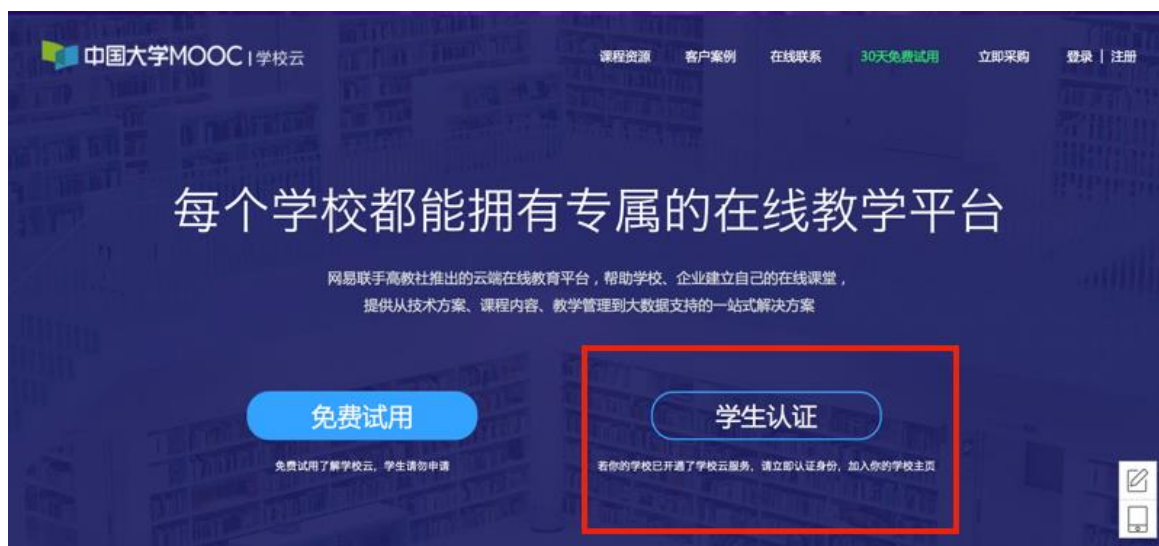 中国大学MOOC | 学校云
课程资源 客户案例 在线联系 30天免费试用 立即采购 登录 | 注册
每个学校都能拥有专属的在线教学平台
网易联手高教社推出的云端在线教育平台，帮助学校、企业建立自己的在线课堂，
提供从技术方案、课程内容、教学管理到大数据支持的一站式解决方案
免费试用 学生认证
免费试用了解学校云，学生请勿申请 若你的学校已开通了学校云服务，请立即认证身份，加入你的学校主页